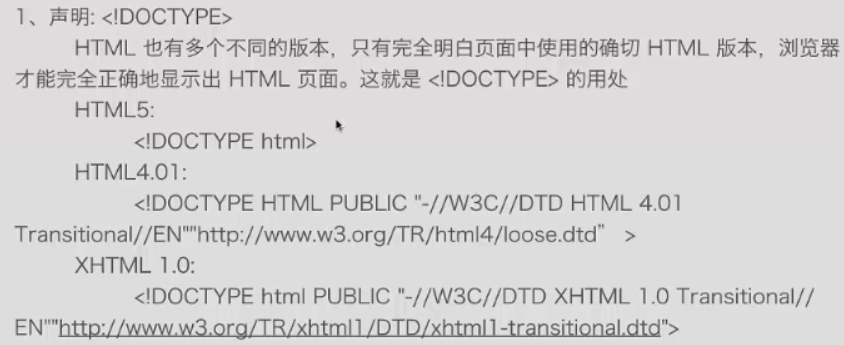 1、声明: <!DOCTYPE>
HTML 也有多个不同的版本，只有完全明白页面中使用的确切 HTML 版本，浏览器
才能完全正确地显示出 HTML 页面。这就是 <!DOCTYPE> 的用处
HTML5:
<!DOCTYPE html>
HTML4.01:
<!DOCTYPE HTML PUBLIC "-//W3C//DTD HTML 4.01
Transitional//EN""http://www.w3.org/TR/html4/loose.dtd" >
XHTML 1.0:
<!DOCTYPE html PUBLIC "-//W3C//DTD XHTML 1.0 Transitional//
EN""http://www.w3.org/TR/xhtml1/DTD/xhtml1-transitional.dtd">